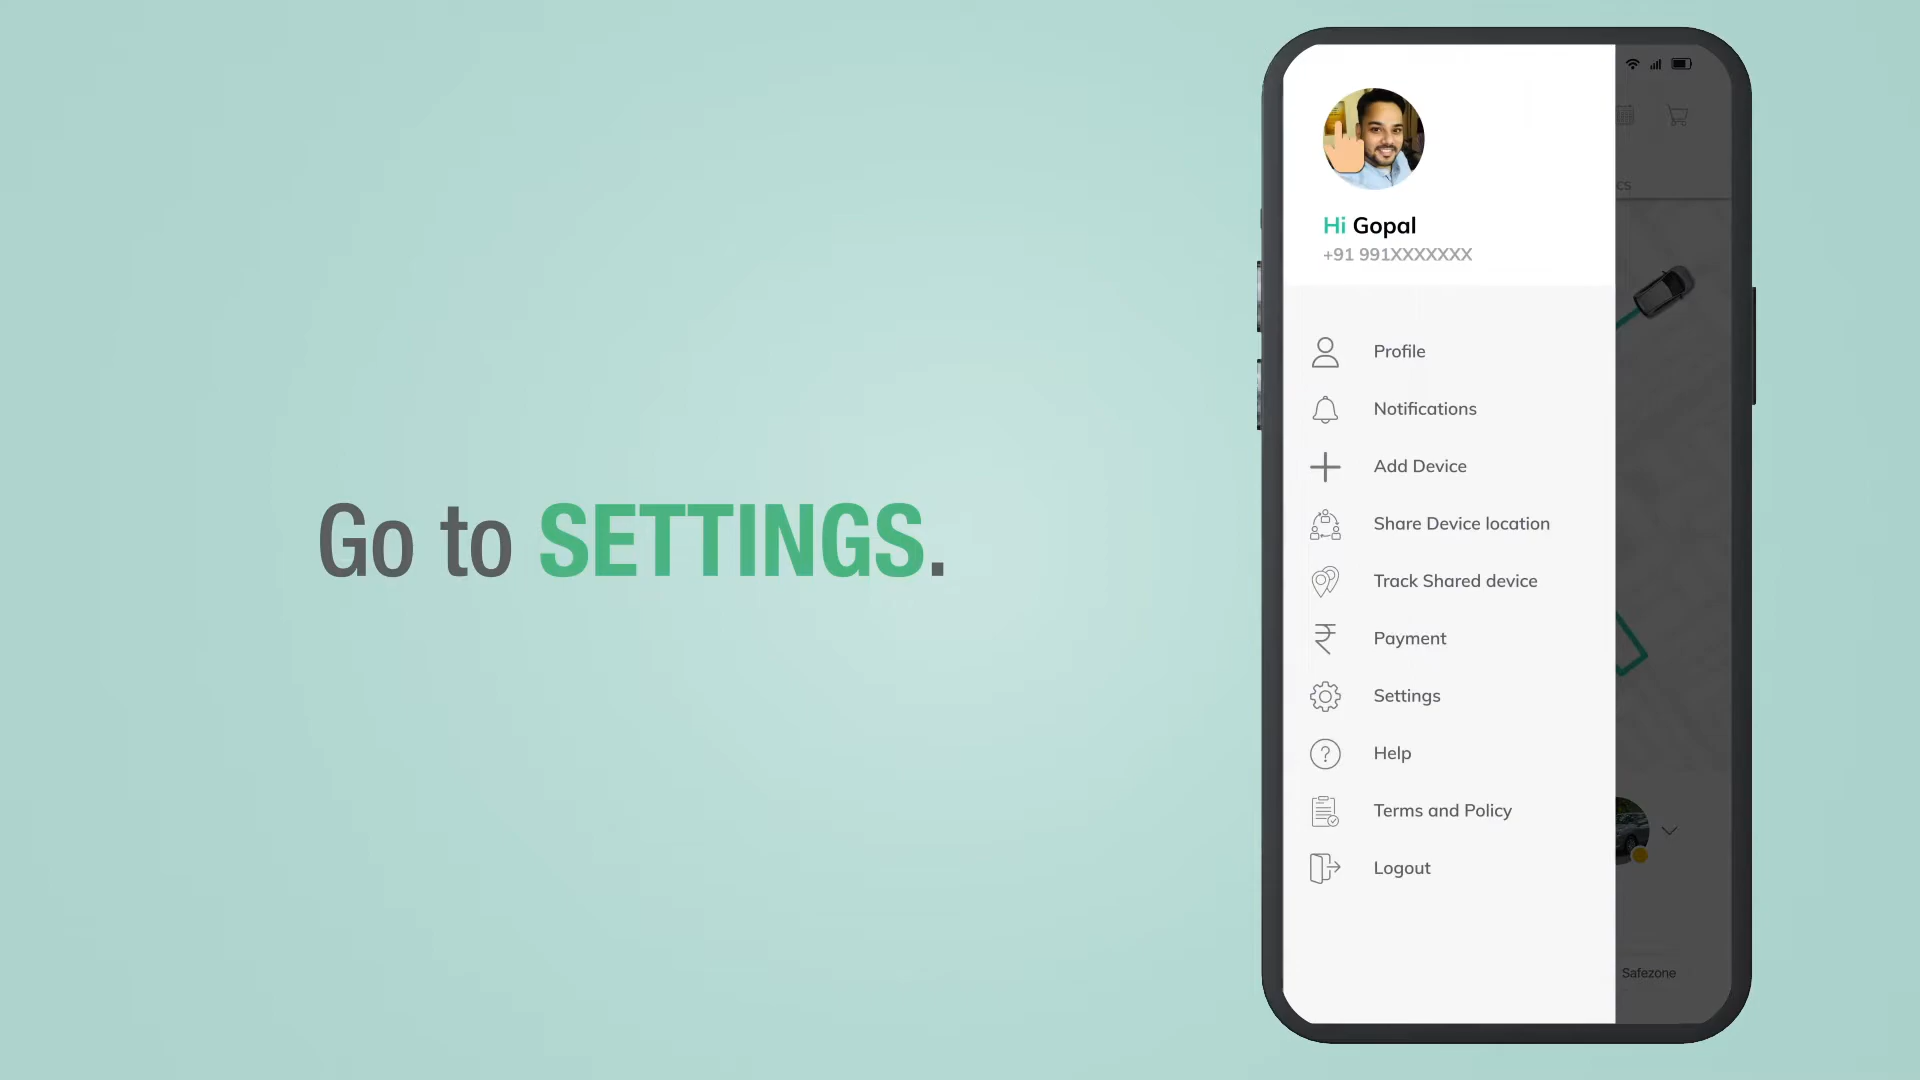 Go to SETTINGS.
Hi Gopal
+91 991XXXXXXX
Profile
Notifications
Add Device
Share Device location
Track Shared device
Payment
Settings
Help
Terms and Policy
Logout
cs
Safezone